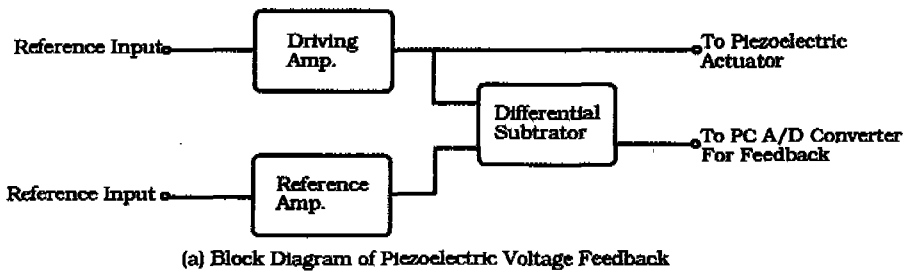 Reference Input
Driving
Amp.
To Piezoelectric
Actuator
Differential
Subtrator
To PC A/D Converter
For Feedback
Reference Input
Reference
Amp.
(a) Block Diagram of Piezoelectric Voltage Feedback